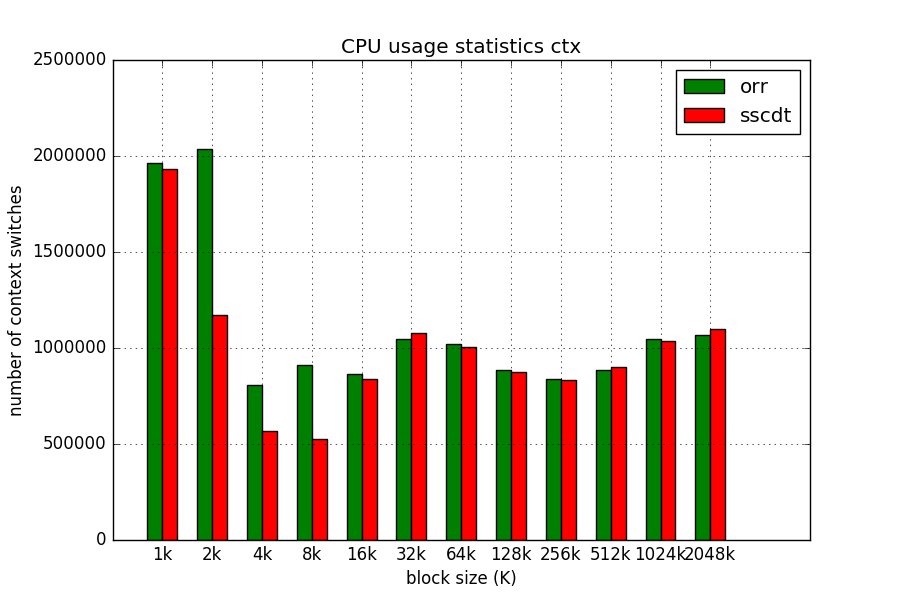 CPU usage statistics ctx
2500000
2000000
1500000
1000000
500000
0
number of context switches
orr
sscdt
1k 2k 4k 8k 16k 32k 64k 128k 256k 512k 1024k 2048k
block size (K)